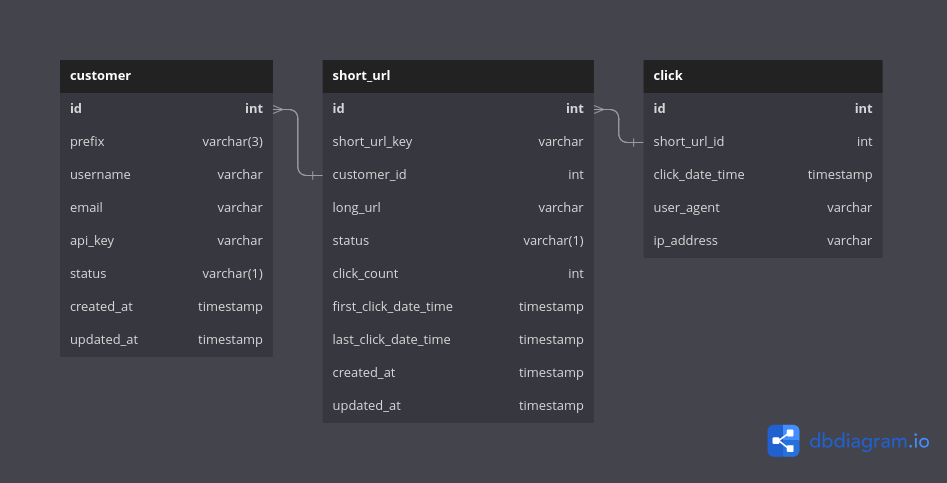 customer
id int
prefix varchar(3)
username varchar
email varchar
api_key varchar
status varchar(1)
created_at timestamp
updated_at timestamp
short_url
id int
short_url_key varchar
customer_id int
long_url varchar
status varchar(1)
click_count int
first_click_date_time timestamp
last_click_date_time timestamp
created_at timestamp
updated_at timestamp
click
id int
short_url_id int
click_date_time timestamp
user_agent varchar
ip_address varchar
dbdiagram.io